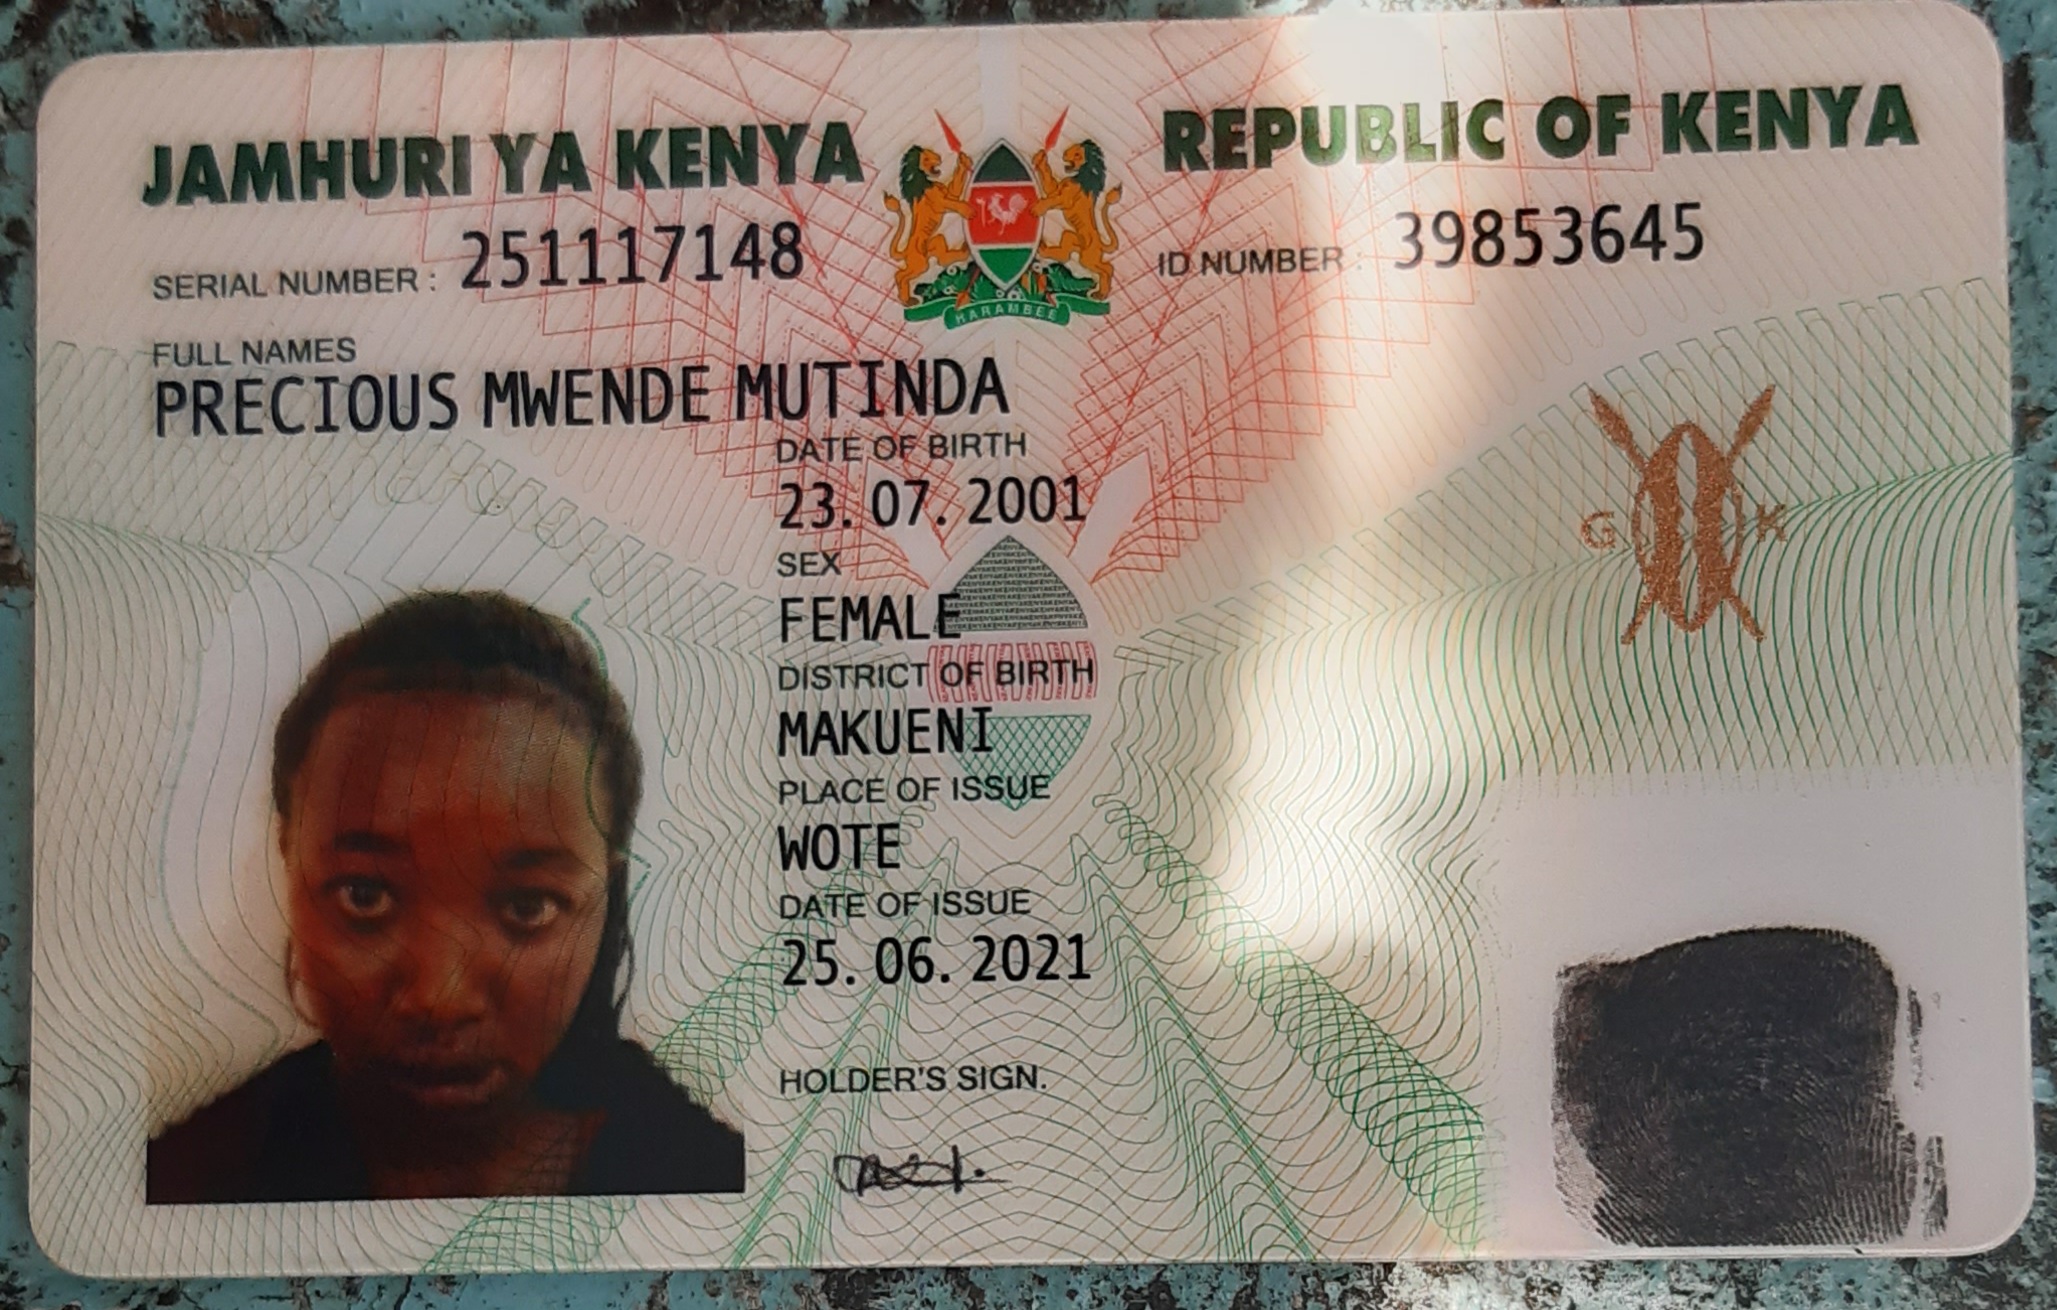 JAMHURI YA KENYA
REPUBLIC OF KENYA
SERIAL NUMBER : 251117148
ID NUMBER : 39853645
HARAMBEE
FULL NAMES
PRECIOUS MWENDE MUTINDA
DATE OF BIRTH
23. 07. 2001
SEX
FEMALE
DISTRICT OF BIRTH
MAKUENI
PLACE OF ISSUE
WOTE
DATE OF ISSUE
25. 06. 2021
HOLDER'S SIGN.
G K